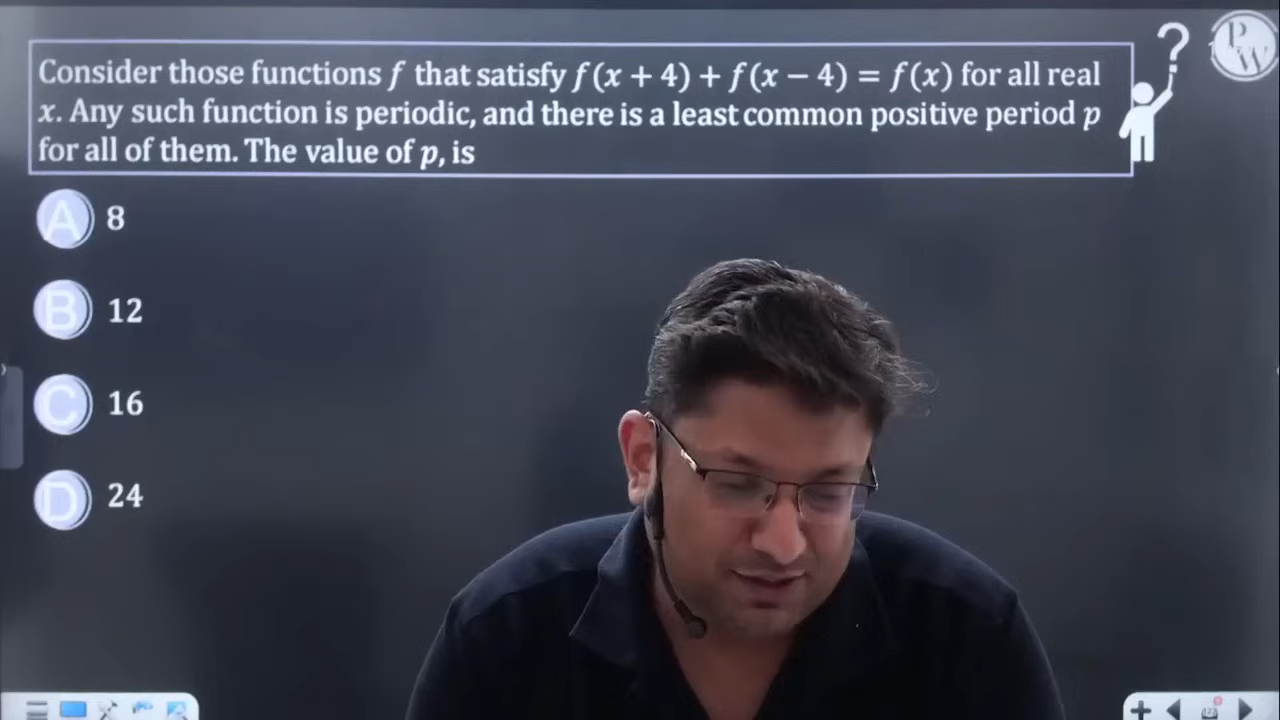 Consider those functions f that satisfy f(x + 4) + f(x − 4) = f(x) for all real
x. Any such function is periodic, and there is a least common positive period p
for all of them. The value of p, is
?
PW
A 8
B 12
C 16
D 24